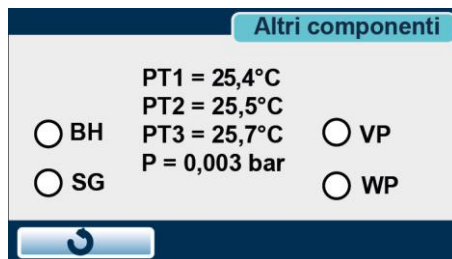 Altri componenti
PT1 = 25,4°C
PT2 = 25,5°C
BH
PT3 = 25,7°C
VP
P = 0,003 bar
SG
WP